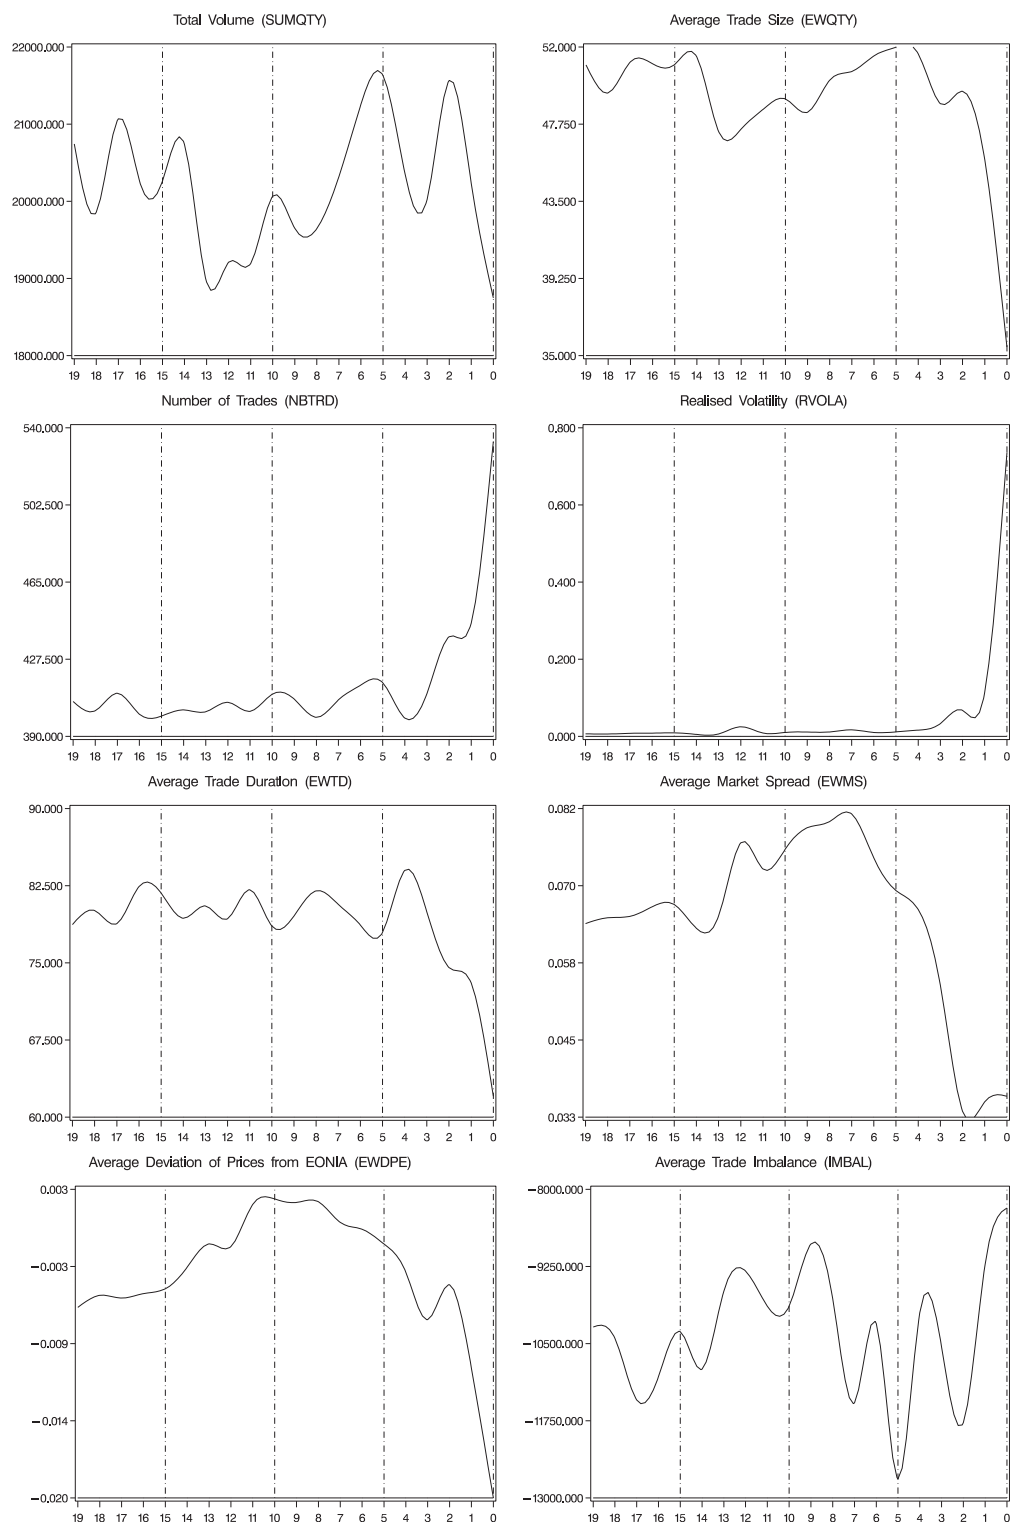 Total Volume (SUMQTY)
22000.000
21000.000
20000.000
19000.000
18000.000
19 18 17 16 15 14 13 12 11 10 9 8 7 6 5 4 3 2 1 0
Average Trade Size (EWQTY)
52.000
47.750
43.500
39.250
35.000
19 18 17 16 15 14 13 12 11 10 9 8 7 6 5 4 3 2 1 0
Number of Trades (NBTRD)
540.000
502.500
465.000
427.500
390.000
19 18 17 16 15 14 13 12 11 10 9 8 7 6 5 4 3 2 1 0
Realised Volatility (RVOLA)
0.800
0.600
0.400
0.200
0.000
19 18 17 16 15 14 13 12 11 10 9 8 7 6 5 4 3 2 1 0
Average Trade Duration (EWTD)
90.000
82.500
75.000
67.500
60.000
19 18 17 16 15 14 13 12 11 10 9 8 7 6 5 4 3 2 1 0
Average Market Spread (EWMS)
0.082
0.070
0.058
0.045
0.033
19 18 17 16 15 14 13 12 11 10 9 8 7 6 5 4 3 2 1 0
Average Deviation of Prices from EONIA (EWDPE)
0.003
−0.003
−0.009
−0.014
−0.020
19 18 17 16 15 14 13 12 11 10 9 8 7 6 5 4 3 2 1 0
Average Trade Imbalance (IMBAL)
−8000.000
−9250.000
−10500.000
−11750.000
−13000.000
19 18 17 16 15 14 13 12 11 10 9 8 7 6 5 4 3 2 1 0